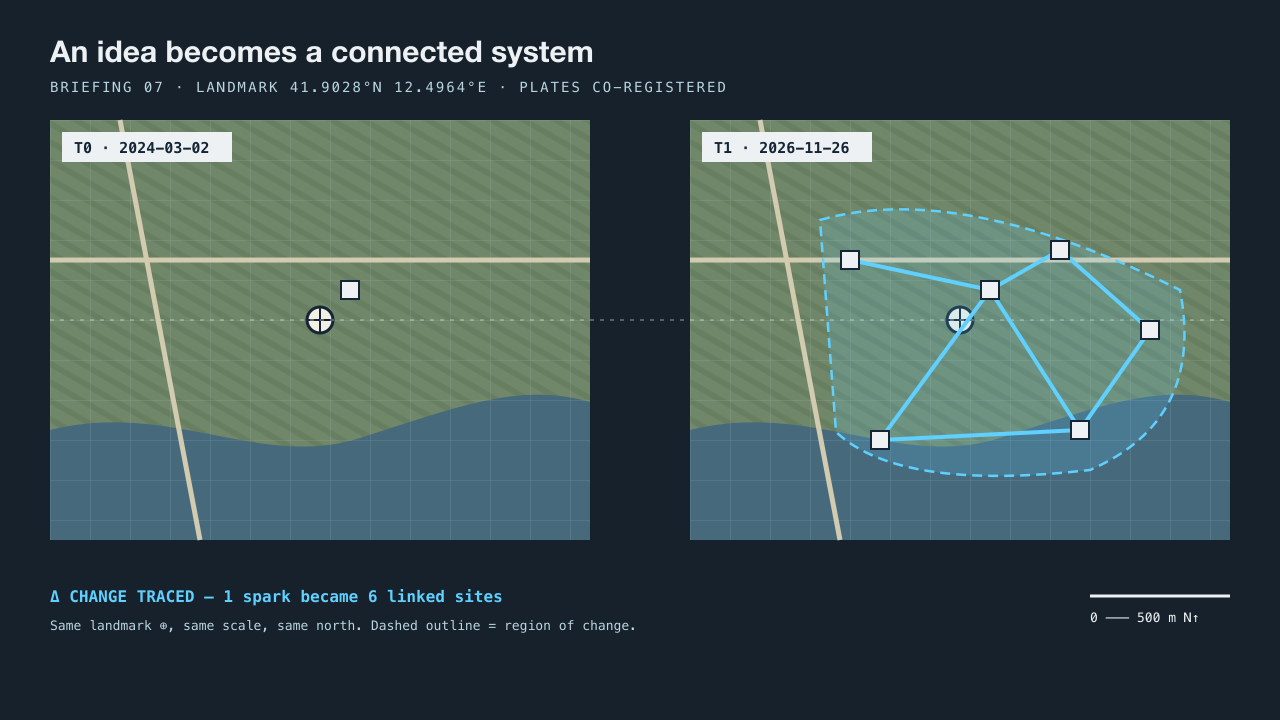 An idea becomes a connected system
BRIEFING 07 · LANDMARK 41.9028°N 12.4964°E · PLATES CO–REGISTERED
T0 · 2024–03–02
T1 · 2026–11–26
Δ CHANGE TRACED — 1 spark became 6 linked sites
Same landmark ⊕, same scale, same north. Dashed outline = region of change.
0 ─── 500 m N↑